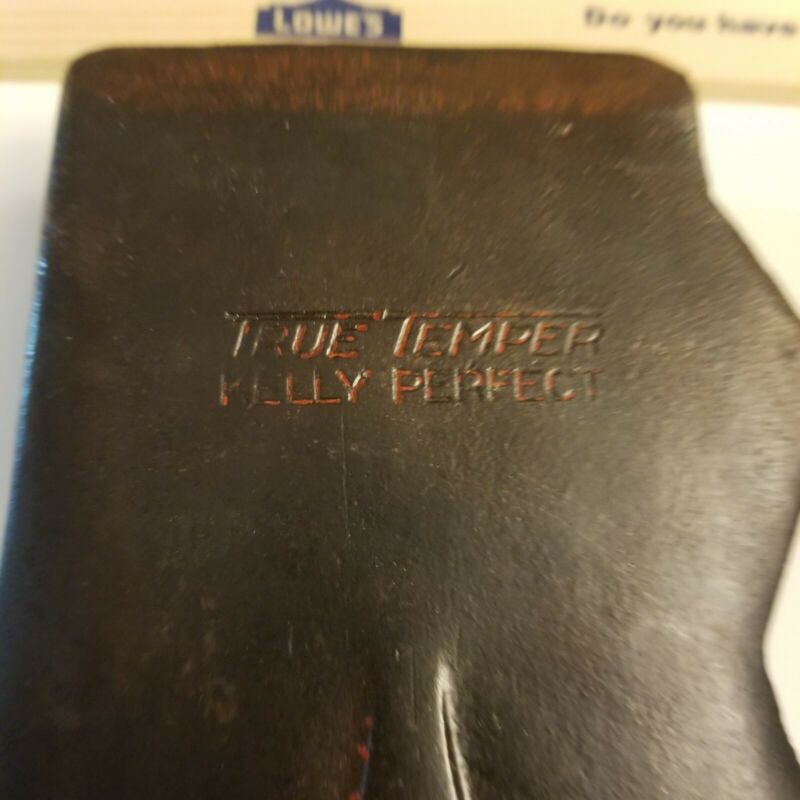 LOWE'S
Do you have
TRUE TEMPER
KELLY PERFECT